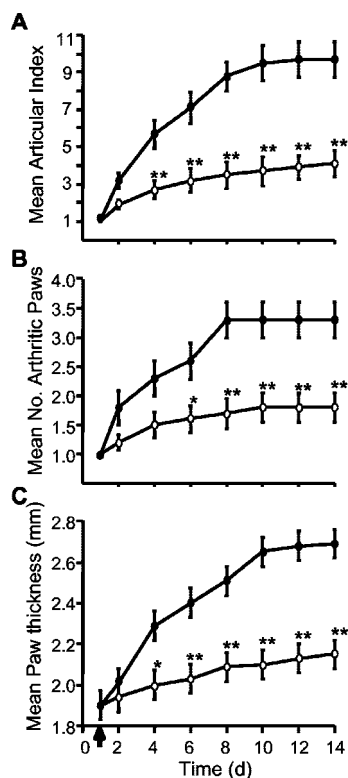 A
Mean Articular Index
11
9
7
5
3
1
** ** ** ** ** **
B
Mean No. Arthritic Paws
4.0
3.5
3.0
2.5
2.0
1.5
1.0
* ** ** ** **
C
Mean Paw thickness (mm)
2.8
2.6
2.4
2.2
2.0
1.8
* ** ** ** ** **
0 2 4 6 8 10 12 14
Time (d)